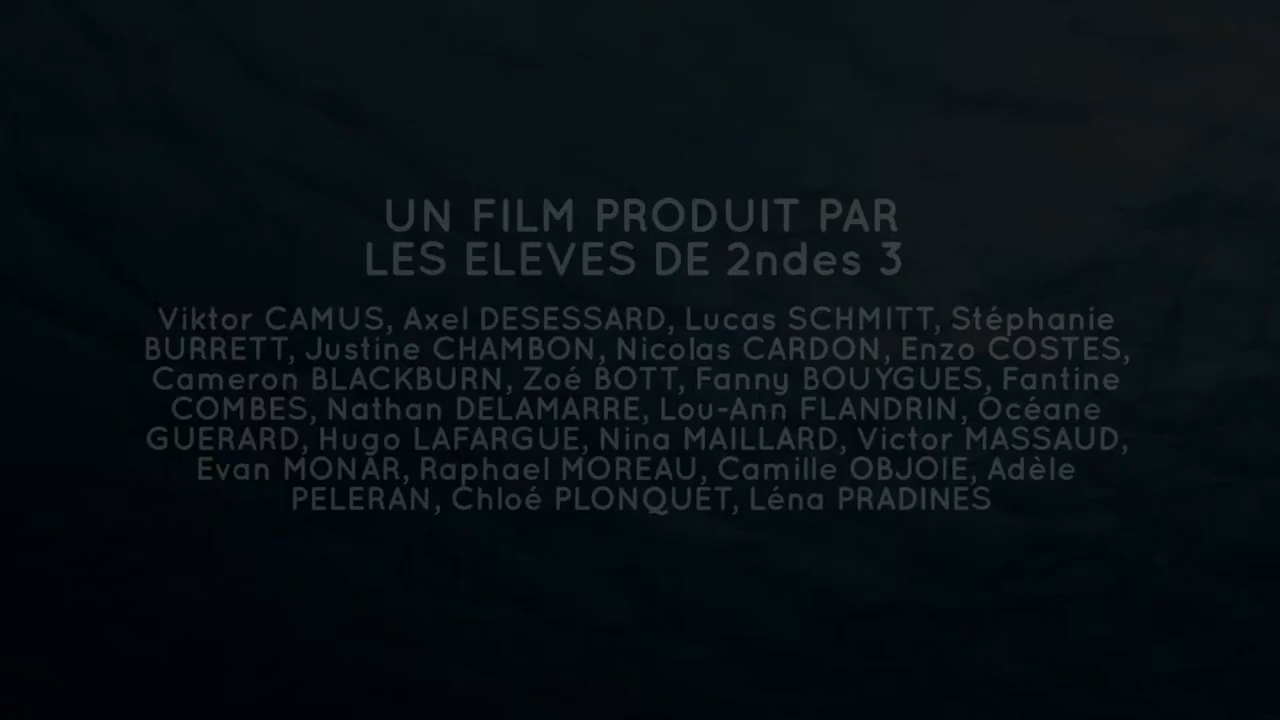 UN FILM PRODUIT PAR
LES ELEVES DE 2ndes 3
Viktor CAMUS, Axel DESESSARD, Lucas SCHMITT, Stéphanie
BURRETT, Justine CHAMBON, Nicolas CARDON, Enzo COSTES,
Cameron BLACKBURN, Zoé BOTT, Fanny BOUYGUES, Fantine
COMBES, Nathan DELAMARRE, Lou-Ann FLANDRIN, Océane
GUERARD, Hugo LAFARGUE, Nina MAILLARD, Victor MASSAUD,
Evan MONAR, Raphael MOREAU, Camille OBJOIE, Adèle
PELERAN, Chloé PLONQUET, Léna PRADINES